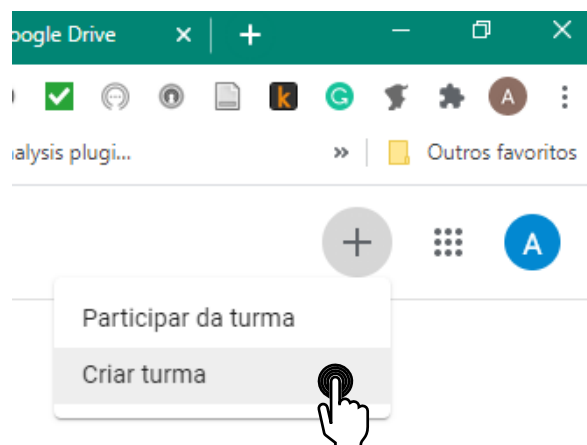 oogle Drive
k
G
A
alysis plugi...
»
Outros favoritos
A
Participar da turma
Criar turma